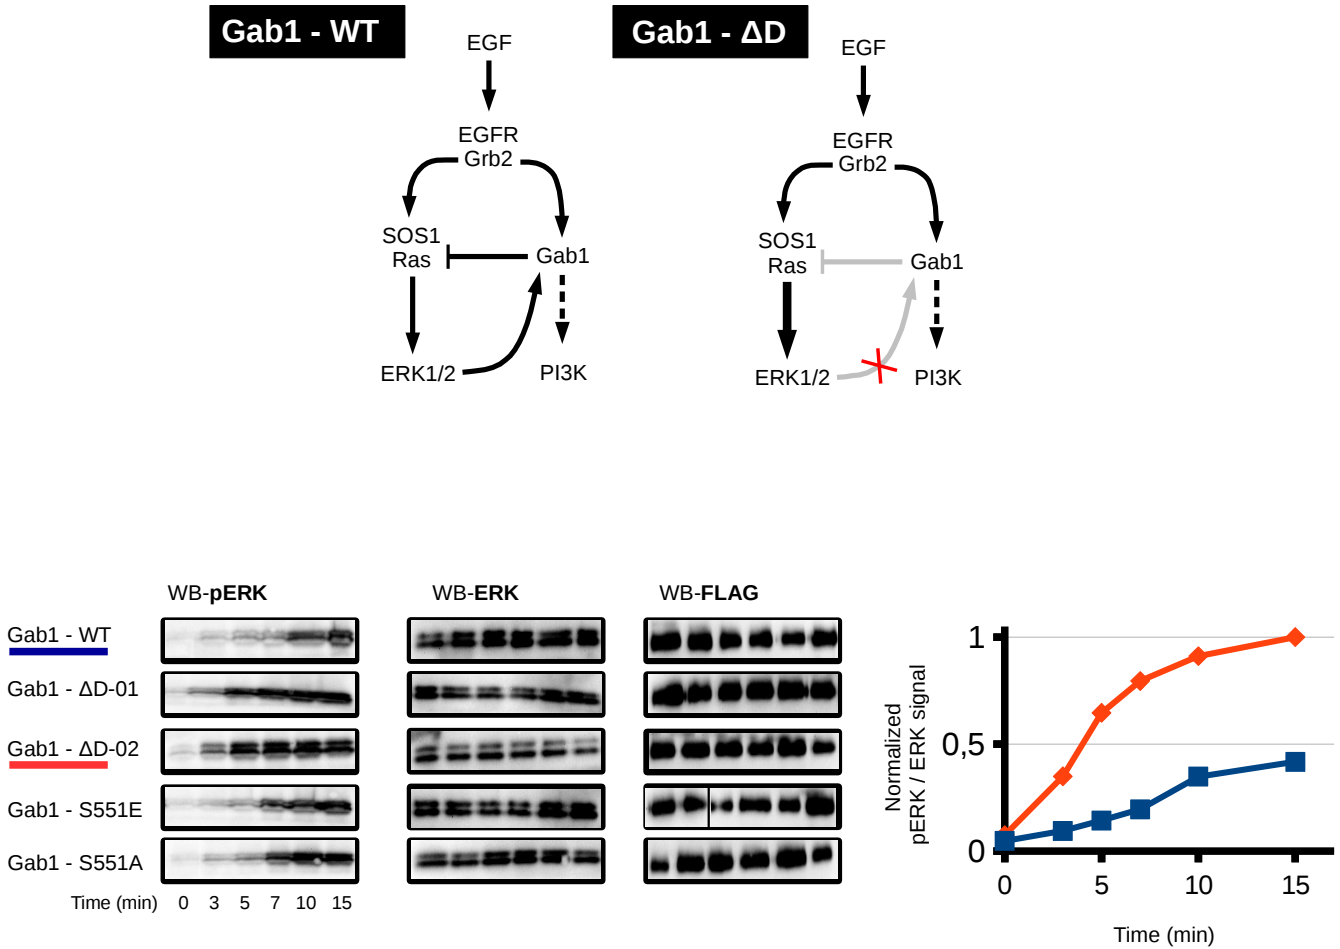 Gab1 - WT
EGF
EGFR
Grb2
SOS1
Ras
Gab1
ERK1/2
PI3K
Gab1 - ΔD
EGF
EGFR
Grb2
SOS1
Ras
Gab1
ERK1/2
PI3K
WB-pERK
WB-ERK
WB-FLAG
Gab1 - WT
Gab1 - ΔD-01
Gab1 - ΔD-02
Gab1 - S551E
Gab1 - S551A
Time (min) 0 3 5 7 10 15
Normalized
pERK / ERK signal
1
0,5
0
0 5 10 15
Time (min)